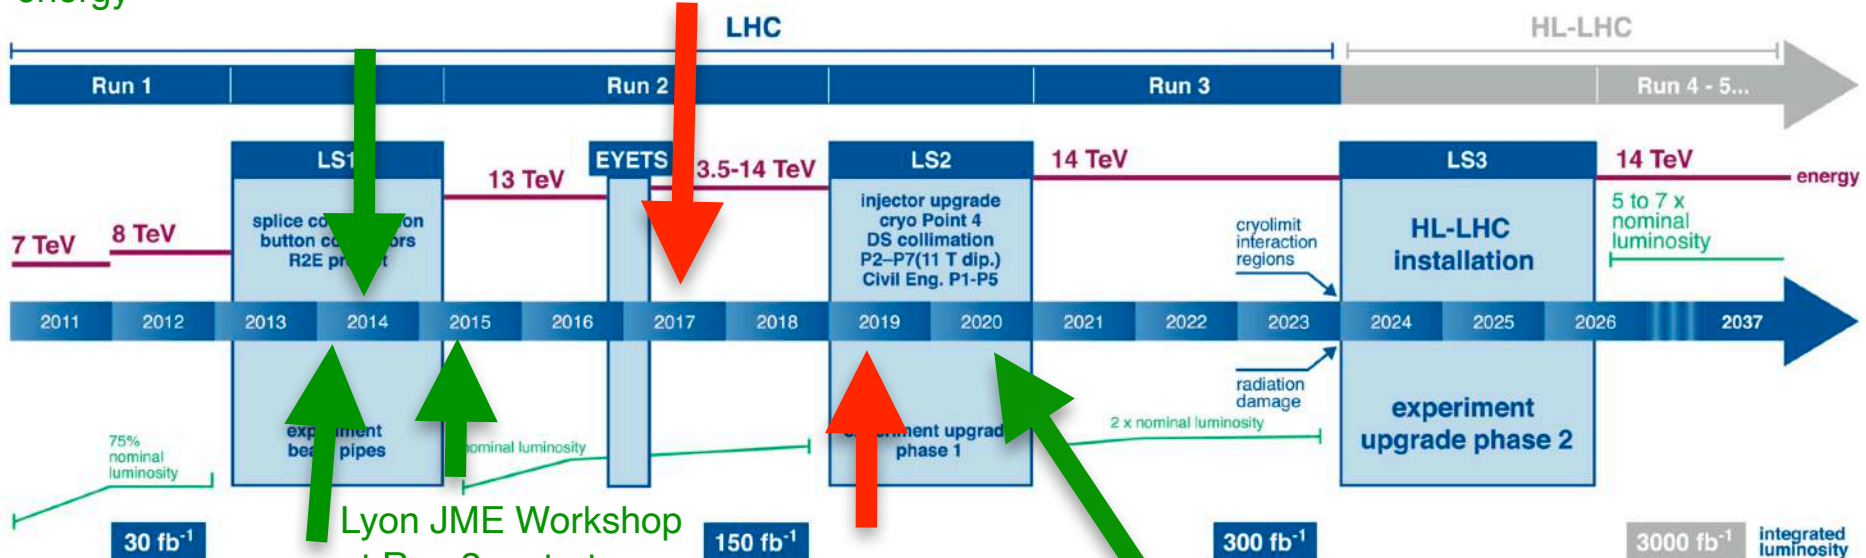 energy
LHC
HL-LHC
Run 1
Run 2
Run 3
Run 4 - 5...
LS1
EYETS
LS2
LS3
13 TeV
3.5-14 TeV
14 TeV
14 TeV
energy
7 TeV
8 TeV
splice
button
R2E
injector upgrade
cryo Point 4
DS collimation
P2–P7(11 T dip.)
Civil Eng. P1-P5
cryolimit
interaction
regions
HL-LHC
installation
5 to 7 x
nominal
luminosity
2011
2012
2013
2014
2015
2016
2017
2018
2019
2020
2021
2022
2023
2024
2025
2026
2037
75%
nominal
luminosity
pipes
nominal luminosity
phase 1
radiation
damage
2 x nominal luminosity
experiment
upgrade phase 2
Lyon JME Workshop
30 fb-1
150 fb-1
300 fb-1
3000 fb-1
integrated
luminosity